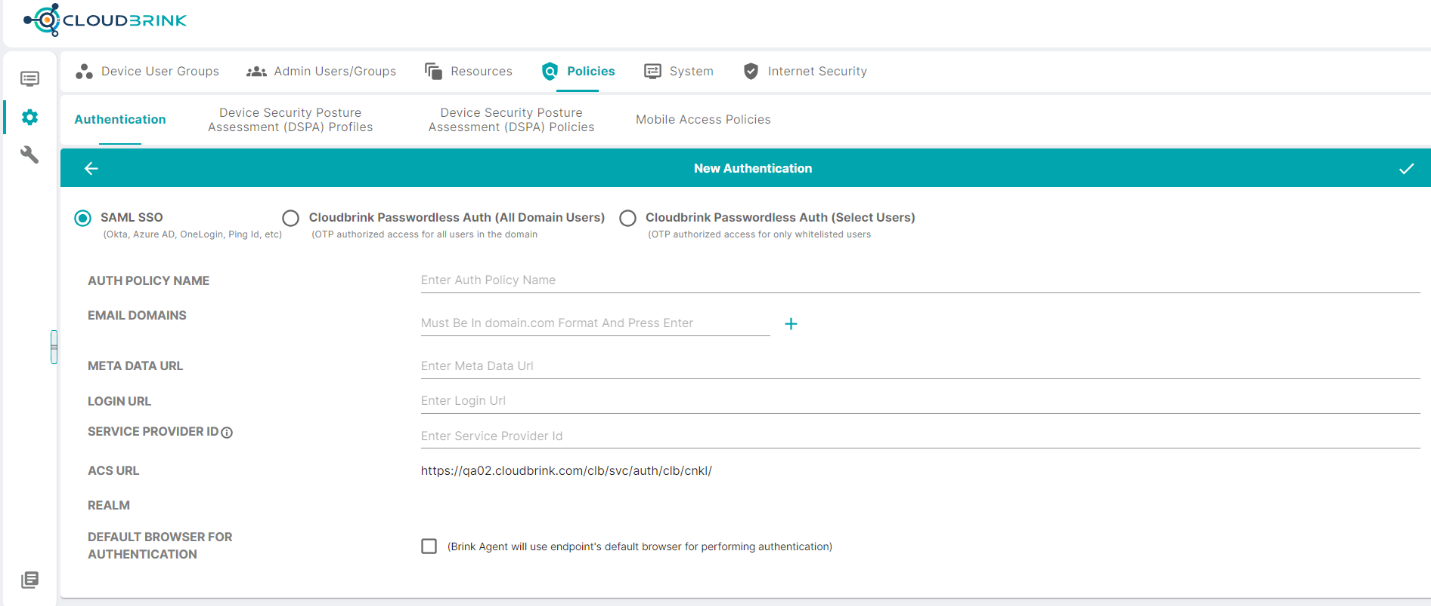 CLOUDBRINK
Device User Groups
Admin Users/Groups
Resources
Policies
System
Internet Security
Authentication
Device Security Posture
Assessment (DSPA) Profiles
Device Security Posture
Assessment (DSPA) Policies
Mobile Access Policies
New Authentication
SAML SSO
(Okta, Azure AD, OneLogin, Ping Id, etc)
Cloudbrink Passwordless Auth (All Domain Users)
(OTP authorized access for all users in the domain
Cloudbrink Passwordless Auth (Select Users)
(OTP authorized access for only whitelisted users
AUTH POLICY NAME
Enter Auth Policy Name
EMAIL DOMAINS
Must Be In domain.com Format And Press Enter
META DATA URL
Enter Meta Data Url
LOGIN URL
Enter Login Url
SERVICE PROVIDER ID
Enter Service Provider Id
ACS URL
https://qa02.cloudbrink.com/clb/svc/auth/clb/cnkl/
REALM
DEFAULT BROWSER FOR
AUTHENTICATION
(Brink Agent will use endpoint's default browser for performing authentication)